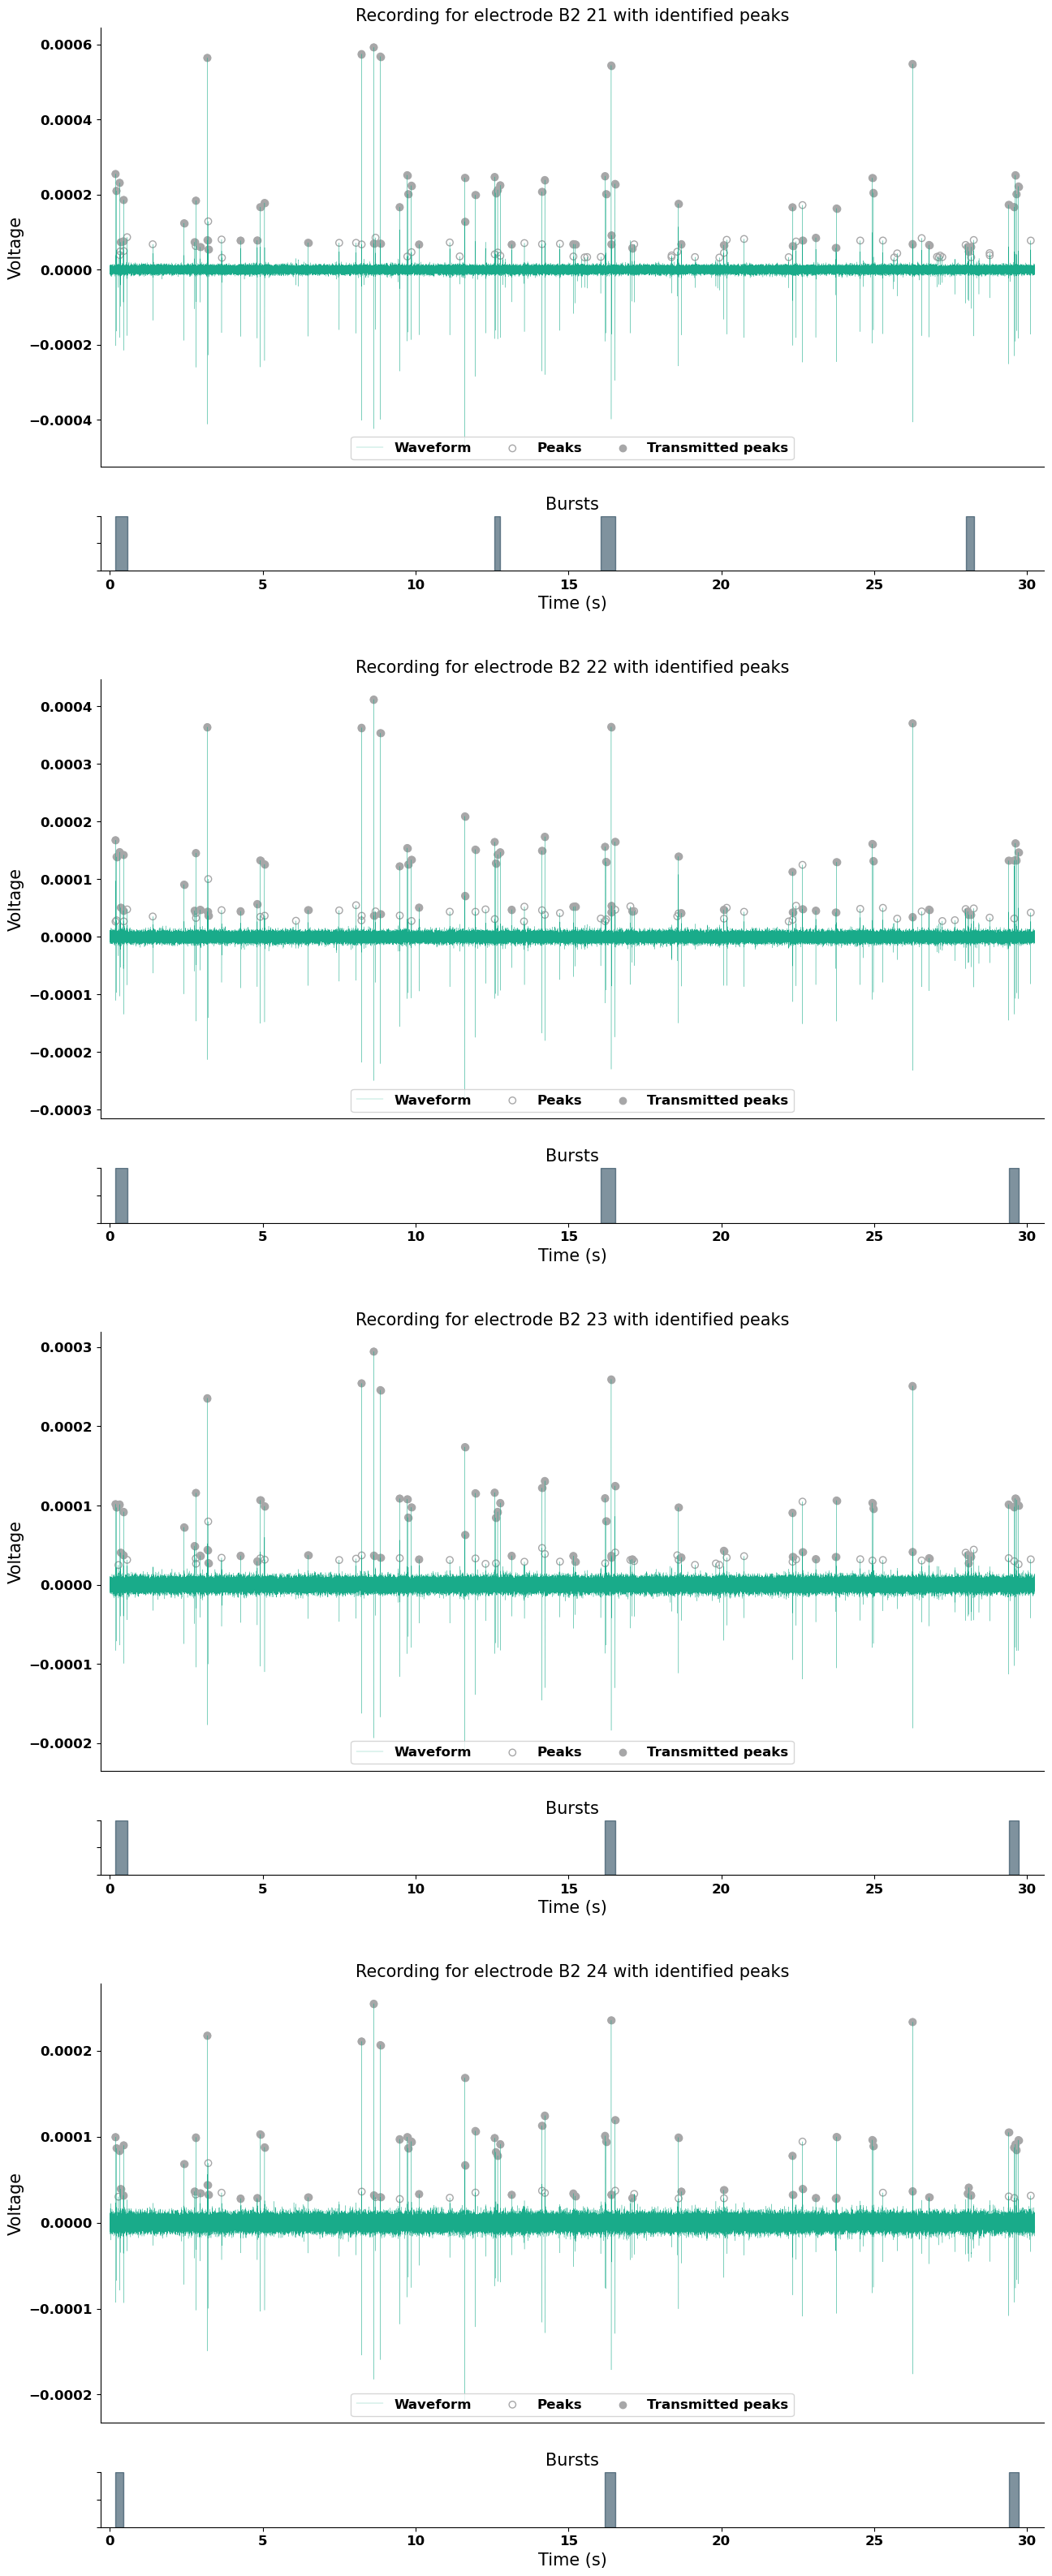 Recording for electrode B2 21 with identified peaks
0.0006
0.0004
0.0002
0.0000
−0.0002
−0.0004
Voltage
Waveform Peaks Transmitted peaks
Bursts
0 5 10 15 20 25 30
Time (s)
Recording for electrode B2 22 with identified peaks
0.0004
0.0003
0.0002
0.0001
0.0000
−0.0001
−0.0002
−0.0003
Voltage
Waveform Peaks Transmitted peaks
Bursts
0 5 10 15 20 25 30
Time (s)
Recording for electrode B2 23 with identified peaks
0.0003
0.0002
0.0001
0.0000
−0.0001
−0.0002
Voltage
Waveform Peaks Transmitted peaks
Bursts
0 5 10 15 20 25 30
Time (s)
Recording for electrode B2 24 with identified peaks
0.0002
0.0001
0.0000
−0.0001
−0.0002
Voltage
Waveform Peaks Transmitted peaks
Bursts
0 5 10 15 20 25 30
Time (s)